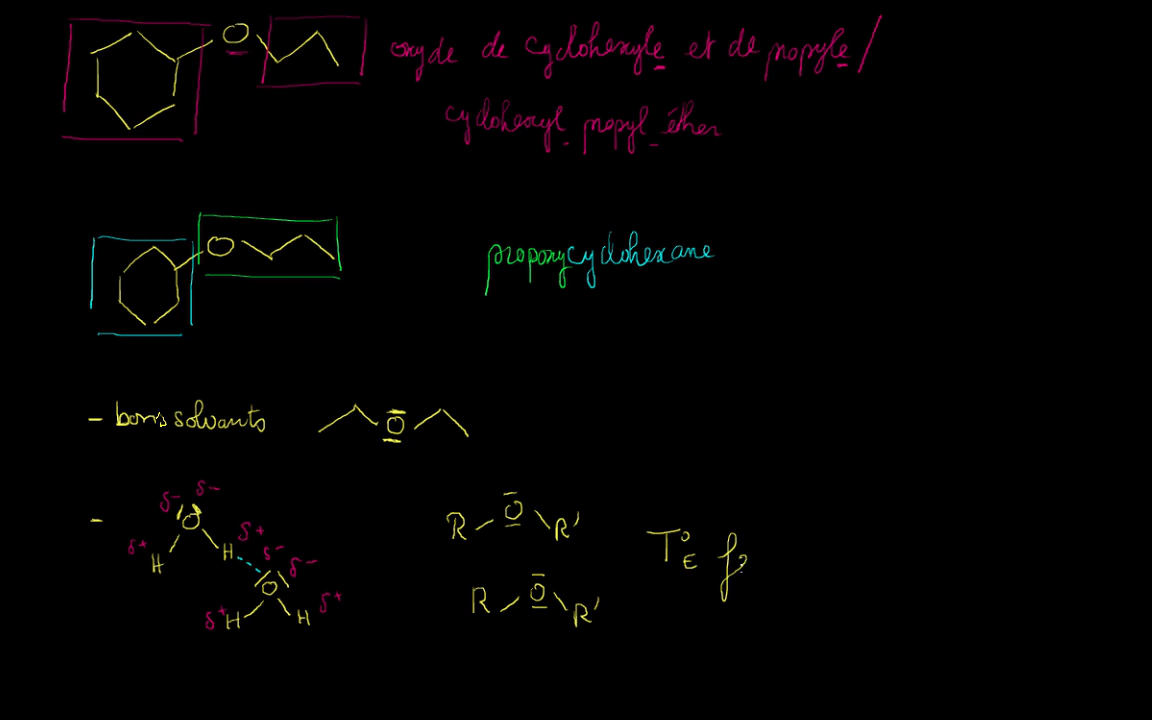 O oxyde de cyclohexyle et de propyle/
cyclohexyl propyl éther
O propoxycyclohexane
- bons solvants O
- δ- δ-
O R O R' T°E f
δ+ H H δ+
δ- δ-
O R O R'
δ+ H H δ+